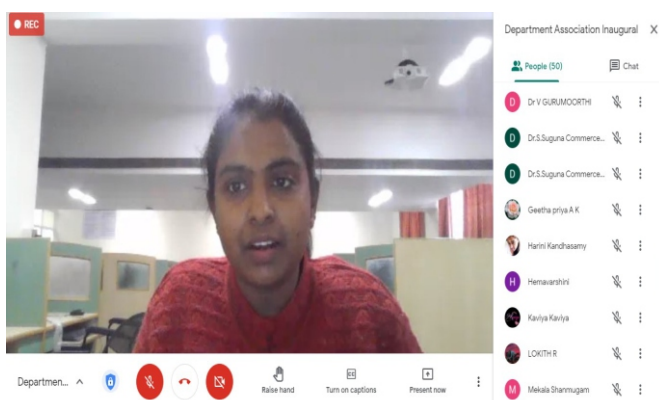 REC
Department Association Inaugural
People (50)
Chat
D
Dr V GURUMOORTHI
D
Dr.S.Suguna Commerce...
D
Dr.S.Suguna Commerce...
Geetha priya A K
Harini Kandhasamy
H
Hemavarshini
Kaviya Kaviya
LOKITH R
M
Mekala Shanmugam
Departmen...
Raise hand
CC
Turn on captions
Present now